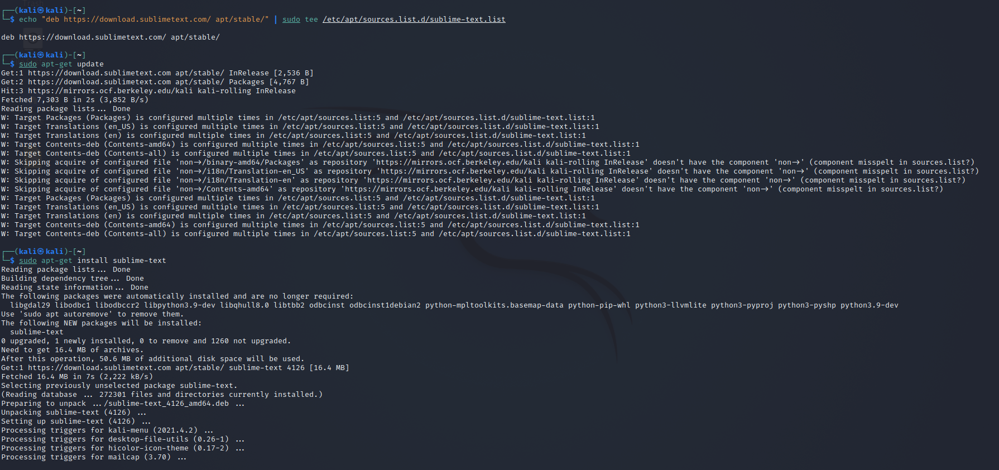 Trash
┌──(kali㉿kali)-[~]
└─$ echo "deb https://download.sublimetext.com/ apt/stable/" | sudo tee /etc/apt/sources.list.d/sublime-text.list
deb https://download.sublimetext.com/ apt/stable/
┌──(kali㉿kali)-[~]
└─$ sudo apt-get update
Get:1 https://download.sublimetext.com apt/stable/ InRelease [2,536 B]
Get:2 https://download.sublimetext.com apt/stable/ Packages [4,767 B]
Hit:3 https://mirrors.ocf.berkeley.edu/kali kali-rolling InRelease
Fetched 7,303 B in 2s (3,852 B/s)
Reading package lists... Done
W: Target Packages (Packages) is configured multiple times in /etc/apt/sources.list:5 and /etc/apt/sources.list.d/sublime-text.list:1
W: Target Translations (en_US) is configured multiple times in /etc/apt/sources.list:5 and /etc/apt/sources.list.d/sublime-text.list:1
W: Target Translations (en) is configured multiple times in /etc/apt/sources.list:5 and /etc/apt/sources.list.d/sublime-text.list:1
W: Target Contents-deb (Contents-amd64) is configured multiple times in /etc/apt/sources.list:5 and /etc/apt/sources.list.d/sublime-text.list:1
W: Target Contents-deb (Contents-all) is configured multiple times in /etc/apt/sources.list:5 and /etc/apt/sources.list.d/sublime-text.list:1
W: Skipping acquire of configured file 'non→/binary-amd64/Packages' as repository 'https://mirrors.ocf.berkeley.edu/kali kali-rolling InRelease' doesn't have the component 'non→' (component misspelt in sources.list?)
W: Skipping acquire of configured file 'non→/i18n/Translation-en_US' as repository 'https://mirrors.ocf.berkeley.edu/kali kali-rolling InRelease' doesn't have the component 'non→' (component misspelt in sources.list?)
W: Skipping acquire of configured file 'non→/i18n/Translation-en' as repository 'https://mirrors.ocf.berkeley.edu/kali kali-rolling InRelease' doesn't have the component 'non→' (component misspelt in sources.list?)
W: Skipping acquire of configured file 'non→/Contents-amd64' as repository 'https://mirrors.ocf.berkeley.edu/kali kali-rolling InRelease' doesn't have the component 'non→' (component misspelt in sources.list?)
W: Target Packages (Packages) is configured multiple times in /etc/apt/sources.list:5 and /etc/apt/sources.list.d/sublime-text.list:1
W: Target Translations (en_US) is configured multiple times in /etc/apt/sources.list:5 and /etc/apt/sources.list.d/sublime-text.list:1
W: Target Translations (en) is configured multiple times in /etc/apt/sources.list:5 and /etc/apt/sources.list.d/sublime-text.list:1
W: Target Contents-deb (Contents-amd64) is configured multiple times in /etc/apt/sources.list:5 and /etc/apt/sources.list.d/sublime-text.list:1
W: Target Contents-deb (Contents-all) is configured multiple times in /etc/apt/sources.list:5 and /etc/apt/sources.list.d/sublime-text.list:1
┌──(kali㉿kali)-[~]
└─$ sudo apt-get install sublime-text
Reading package lists... Done
Building dependency tree... Done
Reading state information... Done
The following packages were automatically installed and are no longer required:
libgdal29 libodbc1 libodbccr2 libpython3.9-dev libqhull8.0 libtbb2 odbcinst odbcinst1debian2 python-mpltoolkits.basemap-data python-pip-whl python3-llvmlite python3-pyproj python3-pyshp python3.9-dev
Use 'sudo apt autoremove' to remove them.
The following NEW packages will be installed:
sublime-text
0 upgraded, 1 newly installed, 0 to remove and 1260 not upgraded.
Need to get 16.4 MB of archives.
After this operation, 50.6 MB of additional disk space will be used.
Get:1 https://download.sublimetext.com apt/stable/ sublime-text 4126 [16.4 MB]
Fetched 16.4 MB in 7s (2,222 kB/s)
Selecting previously unselected package sublime-text.
(Reading database ... 272301 files and directories currently installed.)
Preparing to unpack .../sublime-text_4126_amd64.deb ...
Unpacking sublime-text (4126) ...
Setting up sublime-text (4126) ...
Processing triggers for kali-menu (2021.4.2) ...
Processing triggers for desktop-file-utils (0.26-1) ...
Processing triggers for hicolor-icon-theme (0.17-2) ...
Processing triggers for mailcap (3.70) ...